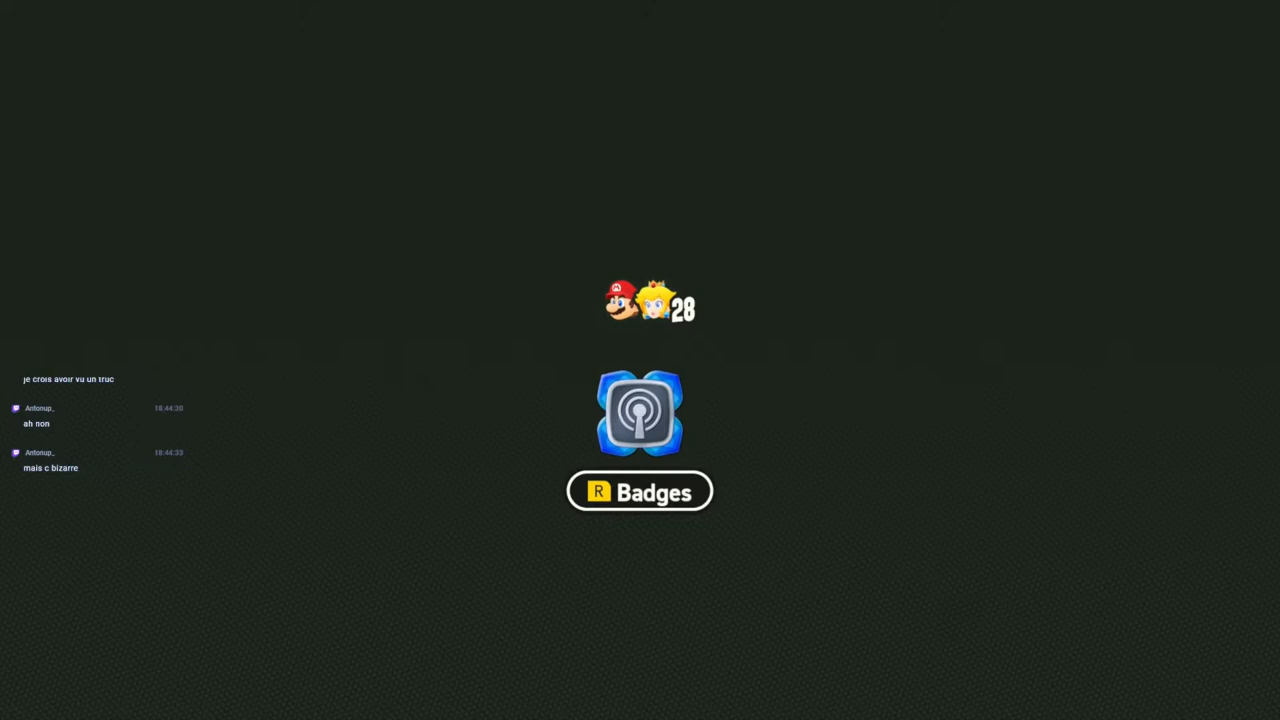 28
je crois avoir vu un truc
Antonup_ 18:44:30
ah non
Antonup_ 18:44:33
mais c bizarre
R Badges